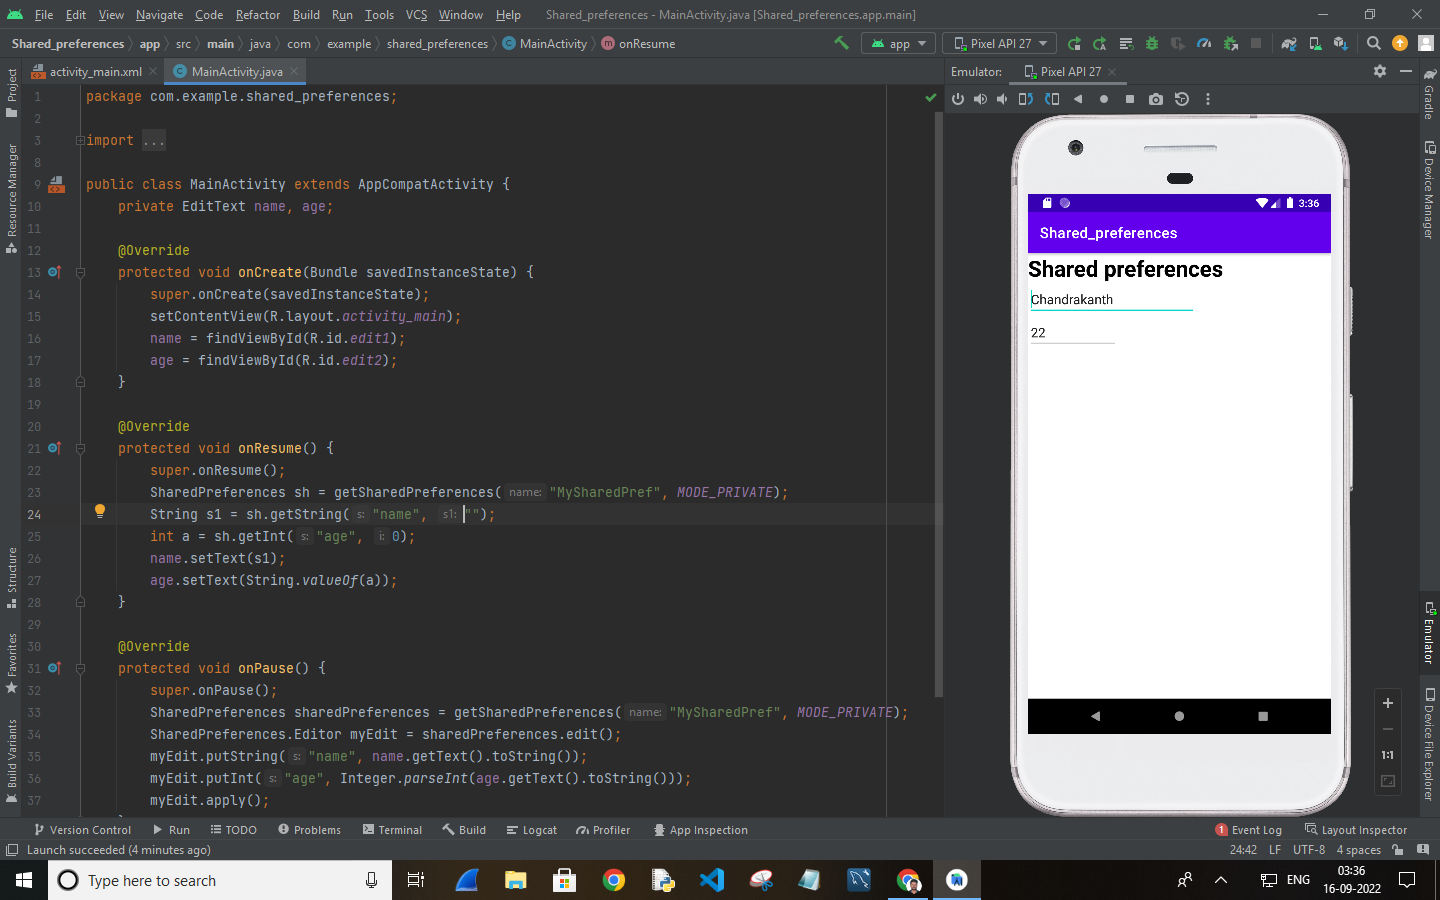 File Edit View Navigate Code Refactor Build Run Tools VCS Window Help Shared_preferences - MainActivity.java [Shared_preferences.app.main]
Shared_preferences app src main java com example shared_preferences MainActivity onResume app Pixel API 27
activity_main.xml MainActivity.java Emulator: Pixel API 27
Project
Resource Manager
Structure
Favorites
Build Variants
1 package com.example.shared_preferences;
2
3 import ...
8
9 public class MainActivity extends AppCompatActivity {
10 private EditText name, age;
11
12 @Override
13 protected void onCreate(Bundle savedInstanceState) {
14 super.onCreate(savedInstanceState);
15 setContentView(R.layout.activity_main);
16 name = findViewById(R.id.edit1);
17 age = findViewById(R.id.edit2);
18 }
19
20 @Override
21 protected void onResume() {
22 super.onResume();
23 SharedPreferences sh = getSharedPreferences( name: "MySharedPref", MODE_PRIVATE);
24 String s1 = sh.getString( s: "name", s1: "");
25 int a = sh.getInt( s: "age", i: 0);
26 name.setText(s1);
27 age.setText(String.valueOf(a));
28 }
29
30 @Override
31 protected void onPause() {
32 super.onPause();
33 SharedPreferences sharedPreferences = getSharedPreferences( name: "MySharedPref", MODE_PRIVATE);
34 SharedPreferences.Editor myEdit = sharedPreferences.edit();
35 myEdit.putString( s: "name", name.getText().toString());
36 myEdit.putInt( s: "age", Integer.parseInt(age.getText().toString()));
37 myEdit.apply();
3:36
Shared_preferences
Shared preferences
Chandrakanth
22
1:1
Gradle
Device Manager
Emulator
Device File Explorer
Version Control Run TODO Problems Terminal Build Logcat Profiler App Inspection 1 Event Log Layout Inspector
Launch succeeded (4 minutes ago) 24:42 LF UTF-8 4 spaces
Type here to search ENG 03:36
16-09-2022